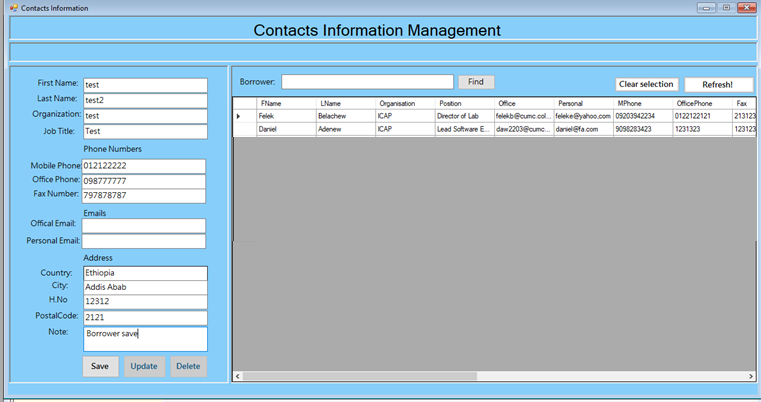 Contacts Information
Contacts Information Management
First Name: test
Last Name: test2
Organization: test
Job Title: Test
Phone Numbers
Mobile Phone: 012122222
Office Phone: 098777777
Fax Number: 797878787
Emails
Offical Email:
Personal Email:
Address
Country: Ethiopia
City: Addis Abab
H.No 12312
PostalCode: 2121
Note: Borrower save
Save Update Delete
Borrower: Find Clear selection Refresh!
FName LName Organisation Position Office Personal MPhone OfficePhone Fax
Felek Belachew ICAP Director of Lab felekb@cumc.col... feleke@yahoo.com 09203942234 0122122121 213123
Daniel Adenew ICAP Lead Software E... daw2203@cumc... daniel@fa.com 9098283423 1231323 123123